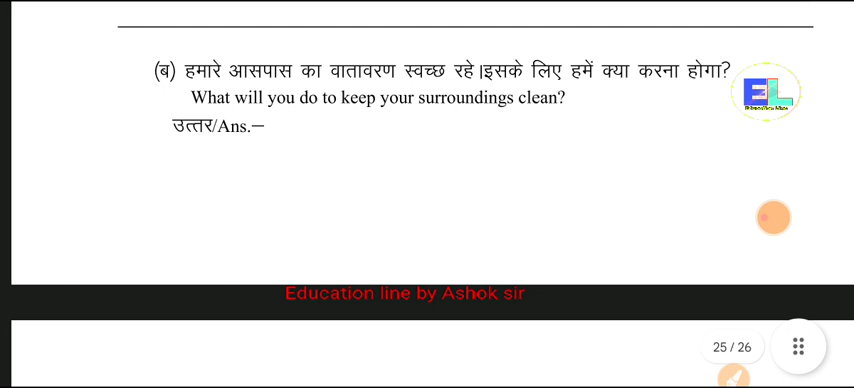 (ब) हमारे आसपास का वातावरण स्वच्छ रहे।इसके लिए हमें क्या करना होगा?
What will you do to keep your surroundings clean?
उत्तर/Ans.–
EL
Education line by Ashok sir
25 / 26